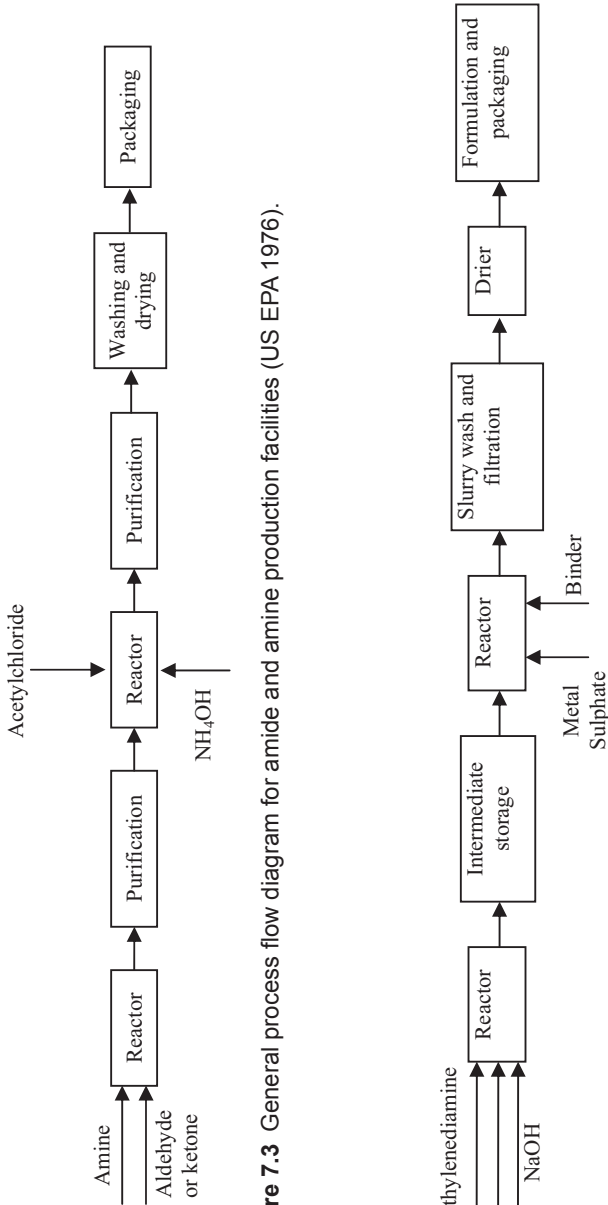 Amine
Aldehyde
or ketone
Reactor
Purification
Acetylchloride
Reactor
NH₄OH
Purification
Washing and
drying
Packaging
re 7.3 General process flow diagram for amide and amine production facilities (US EPA 1976).
thylenediamine
NaOH
Reactor
Intermediate
storage
Reactor
Metal
Sulphate
Binder
Slurry wash and
filtration
Drier
Formulation and
packaging